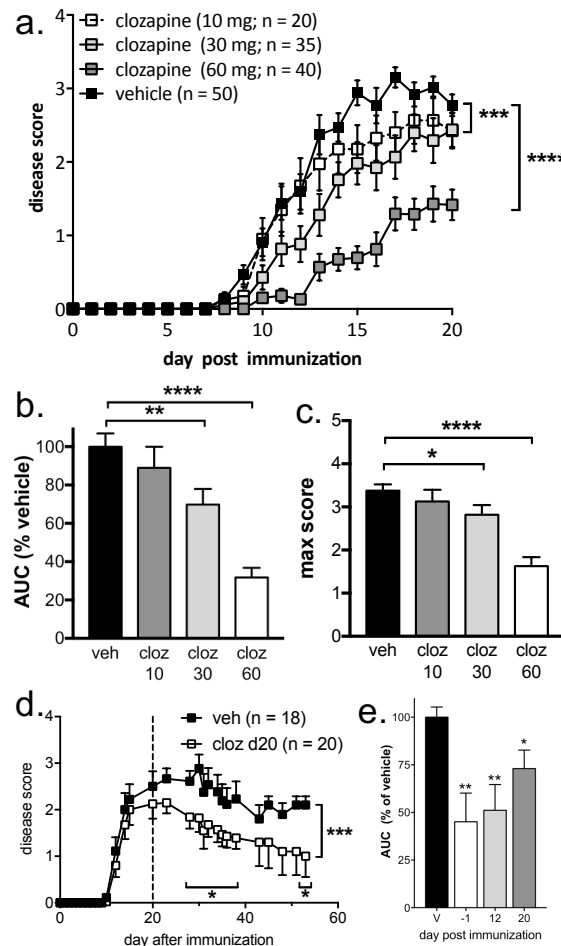 a.
clozapine (10 mg; n = 20)
clozapine (30 mg; n = 35)
clozapine (60 mg; n = 40)
vehicle (n = 50)
4
3
2
1
0
disease score
***
****
0 5 10 15 20
day post immunization
b.
****
**
100
80
60
40
20
0
AUC (% vehicle)
veh cloz cloz cloz
10 30 60
c.
****
*
5
4
3
2
1
0
max score
veh cloz cloz cloz
10 30 60
d.
veh (n = 18)
cloz d20 (n = 20)
4
3
2
1
0
disease score
***
* *
0 20 40 60
day after immunization
e.
100
75
50
25
0
AUC (% of vehicle)
** ** *
V -1 12 20
day post immunization